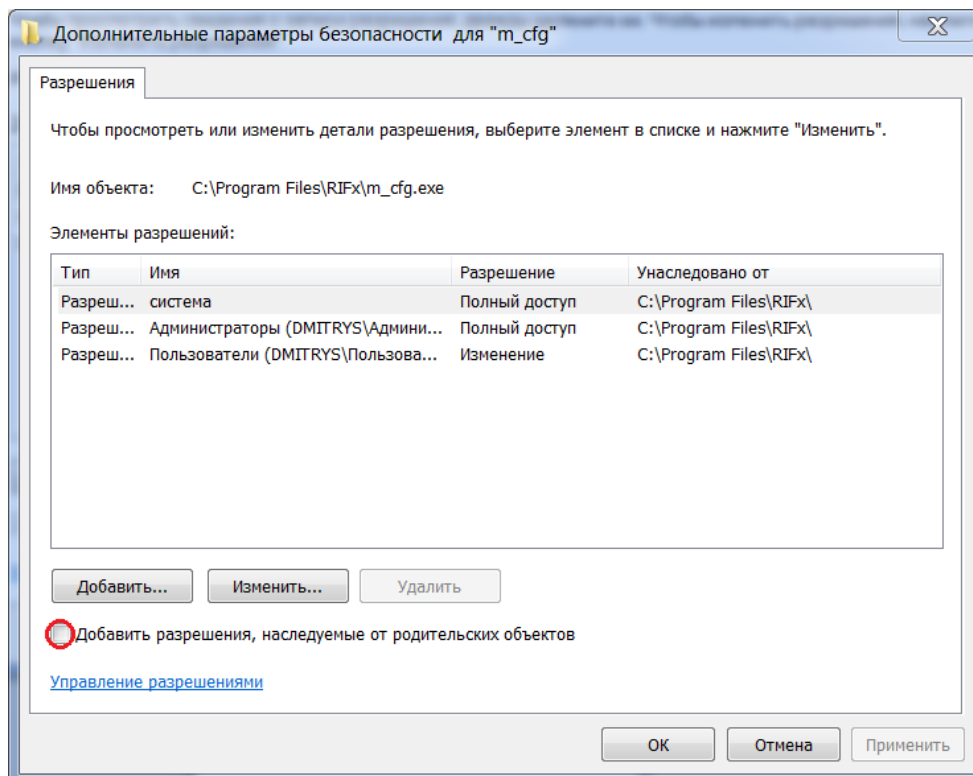 Дополнительные параметры безопасности для "m_cfg"
Разрешения
Чтобы просмотреть или изменить детали разрешения, выберите элемент в списке и нажмите "Изменить".
Имя объекта: C:\Program Files\RIFx\m_cfg.exe
Элементы разрешений:
Тип Имя Разрешение Унаследовано от
Разреш... система Полный доступ C:\Program Files\RIFx\
Разреш... Администраторы (DMITRYS\Админи... Полный доступ C:\Program Files\RIFx\
Разреш... Пользователи (DMITRYS\Пользова... Изменение C:\Program Files\RIFx\
Добавить... Изменить... Удалить
Добавить разрешения, наследуемые от родительских объектов
Управление разрешениями
ОК Отмена Применить